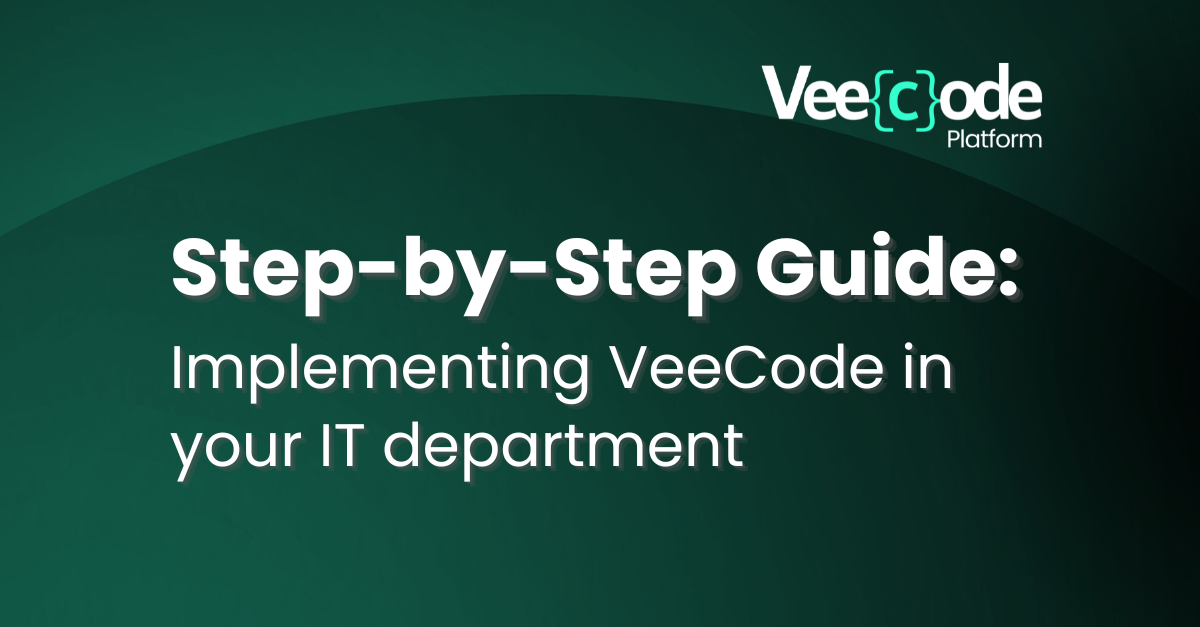 Vee{c}ode
Platform
Step-by-Step Guide:
Implementing VeeCode in
your IT department